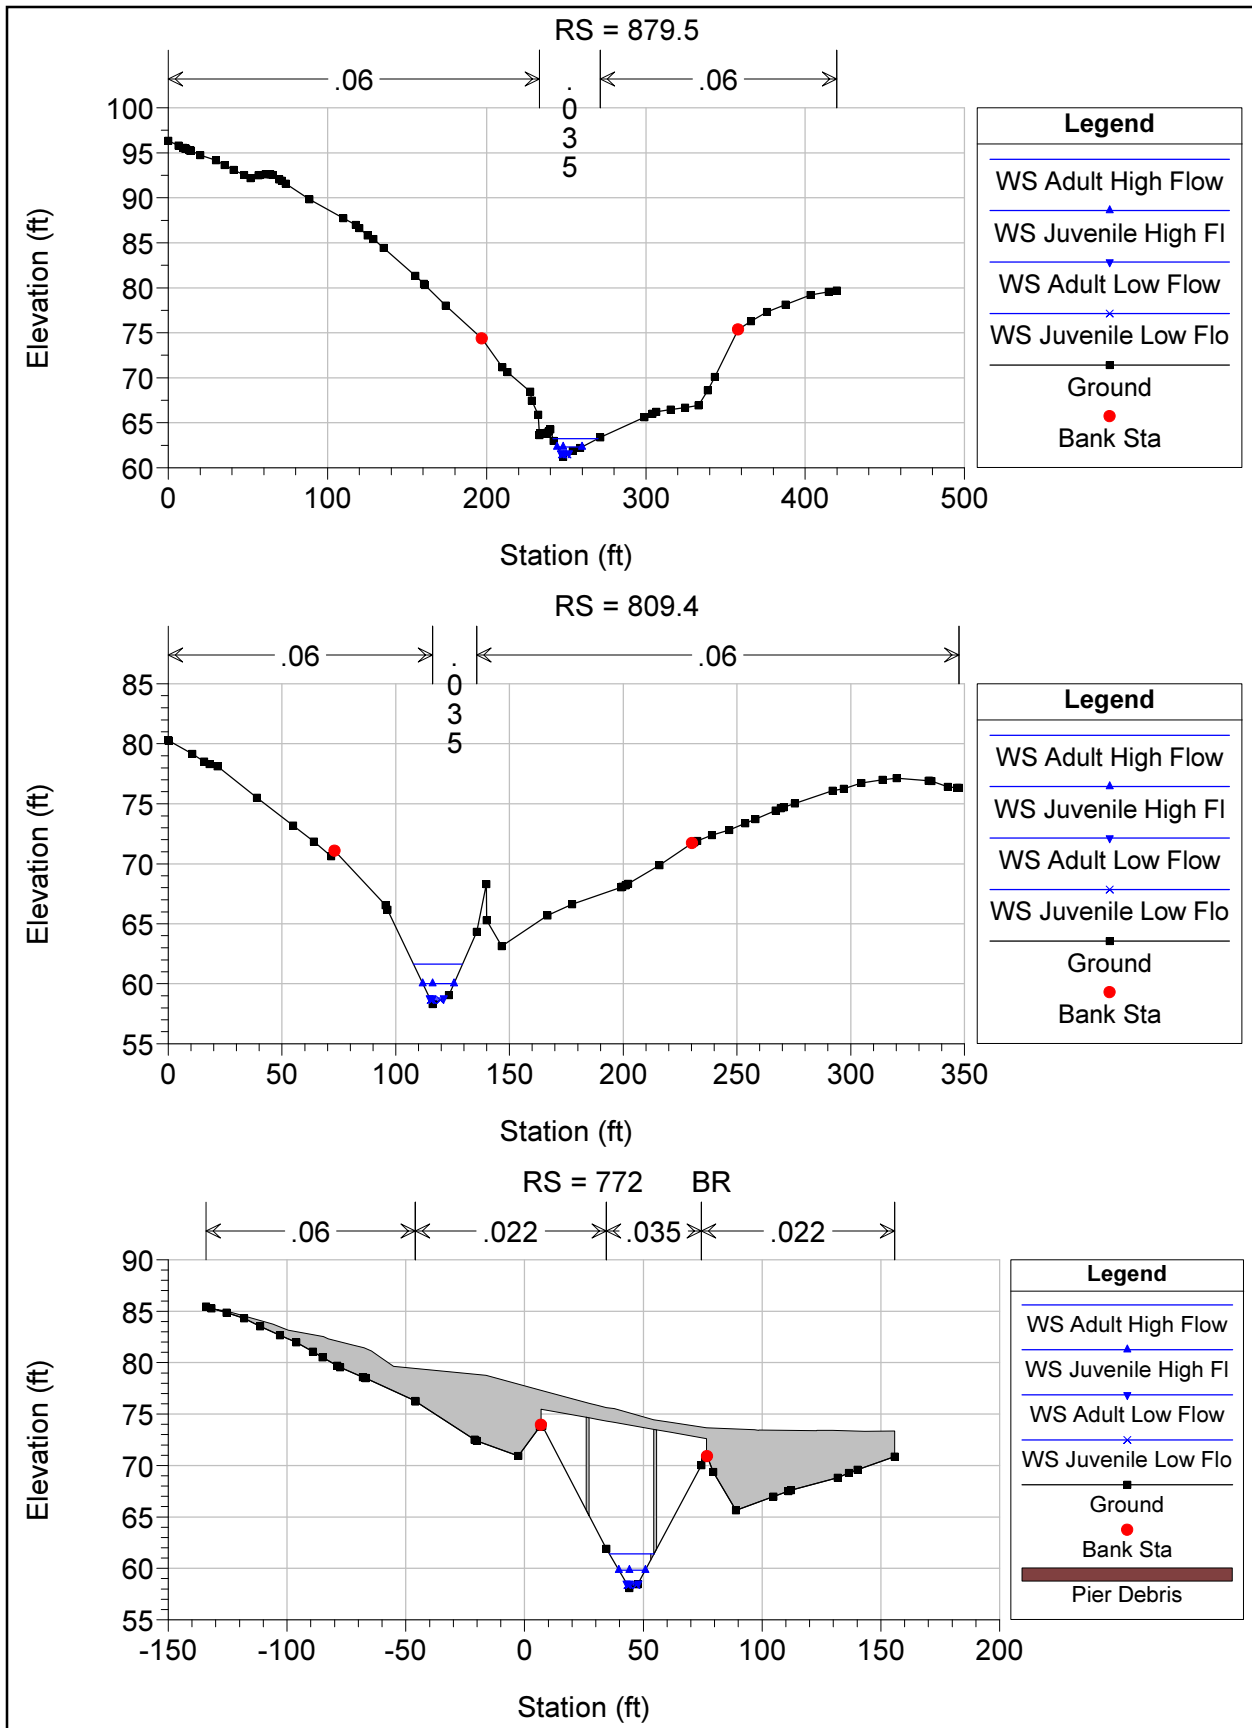 RS = 879.5
.06
.035
.06
100
95
90
85
80
75
70
65
60
0
100
200
300
400
500
Elevation (ft)
Station (ft)
Legend
WS Adult High Flow
WS Juvenile High Fl
WS Adult Low Flow
WS Juvenile Low Flo
Ground
Bank Sta
RS = 809.4
.06
.035
.06
85
80
75
70
65
60
55
0
50
100
150
200
250
300
350
Elevation (ft)
Station (ft)
Legend
WS Adult High Flow
WS Juvenile High Fl
WS Adult Low Flow
WS Juvenile Low Flo
Ground
Bank Sta
RS = 772 BR
.06
.022
.035
.022
90
85
80
75
70
65
60
55
-150
-100
-50
0
50
100
150
200
Elevation (ft)
Station (ft)
Legend
WS Adult High Flow
WS Juvenile High Fl
WS Adult Low Flow
WS Juvenile Low Flo
Ground
Bank Sta
Pier Debris